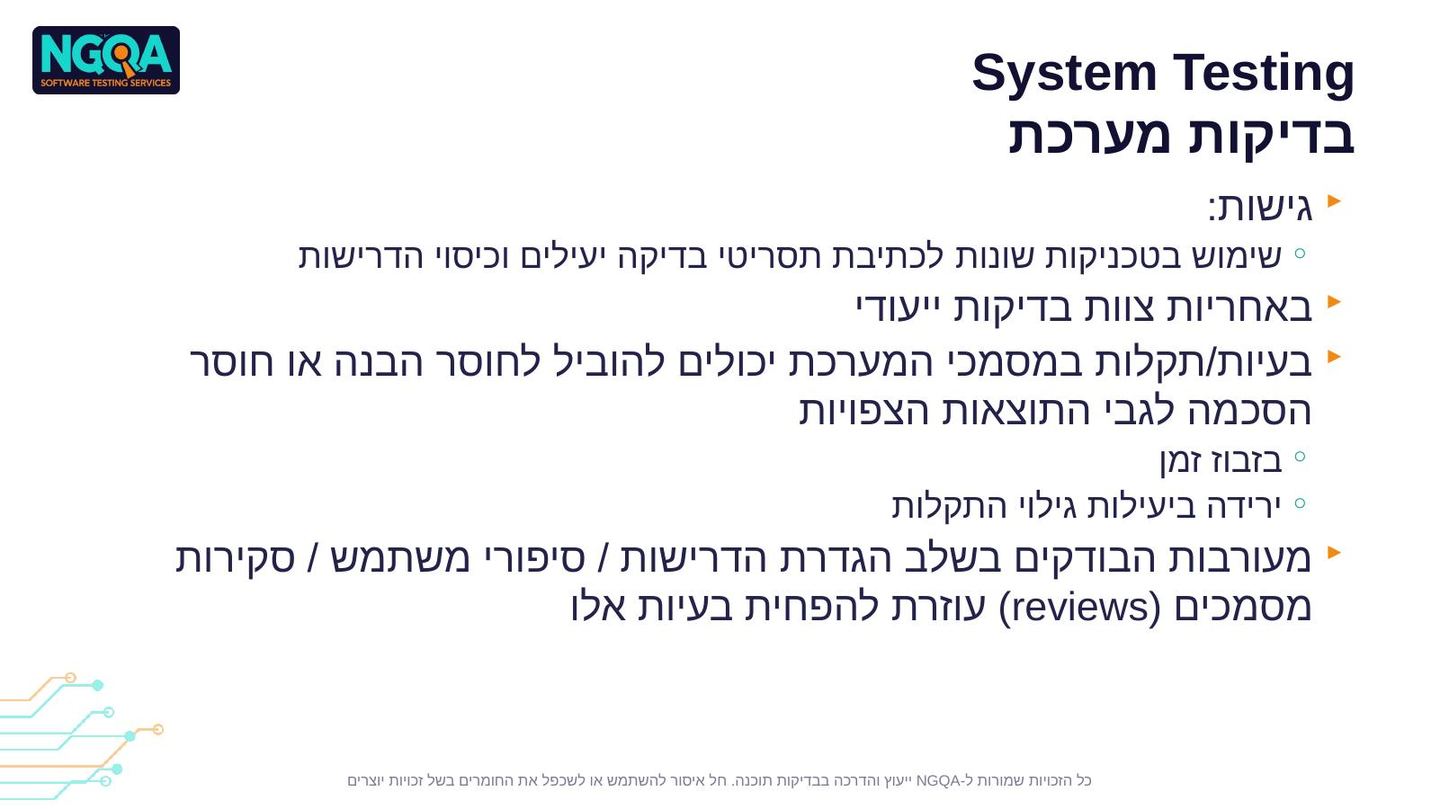 NGQA
SOFTWARE TESTING SERVICES
System Testing
בדיקות מערכת
גישות:
שימוש בטכניקות שונות לכתיבת תסריטי בדיקה יעילים וכיסוי הדרישות
באחריות צוות בדיקות ייעודי
בעיות/תקלות במסמכי המערכת יכולים להוביל לחוסר הבנה או חוסר
הסכמה לגבי התוצאות הצפויות
בזבוז זמן
ירידה ביעילות גילוי התקלות
מעורבות הבודקים בשלב הגדרת הדרישות / סיפורי משתמש / סקירות
מסמכים (reviews) עוזרת להפחית בעיות אלו
כל הזכויות שמורות ל-NGQA ייעוץ והדרכה בבדיקות תוכנה. חל איסור להשתמש או לשכפל את החומרים בשל זכויות יוצרים